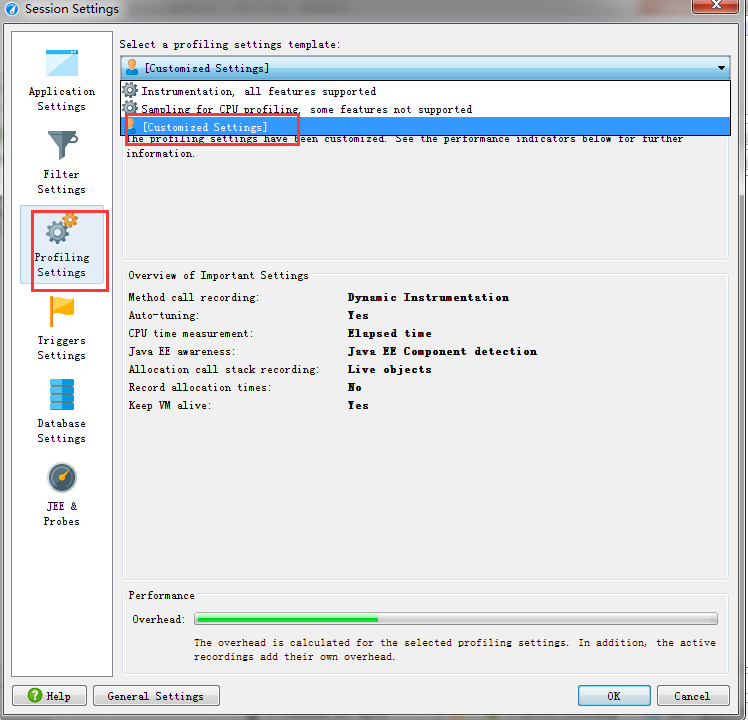 Session Settings
Select a profiling settings template:
[Customized Settings]
Instrumentation, all features supported
Sampling for CPU profiling, some features not supported
[Customized Settings]
The profiling settings have been customized. See the performance indicators below for further
information.
Application
Settings
Filter
Settings
Profiling
Settings
Triggers
Settings
Database
Settings
JEE &
Probes
Overview of Important Settings
Method call recording: Dynamic Instrumentation
Auto-tuning: Yes
CPU time measurement: Elapsed time
Java EE awareness: Java EE Component detection
Allocation call stack recording: Live objects
Record allocation times: No
Keep VM alive: Yes
Performance
Overhead:
The overhead is calculated for the selected profiling settings. In addition, the active
recordings add their own overhead.
? Help
General Settings
OK
Cancel